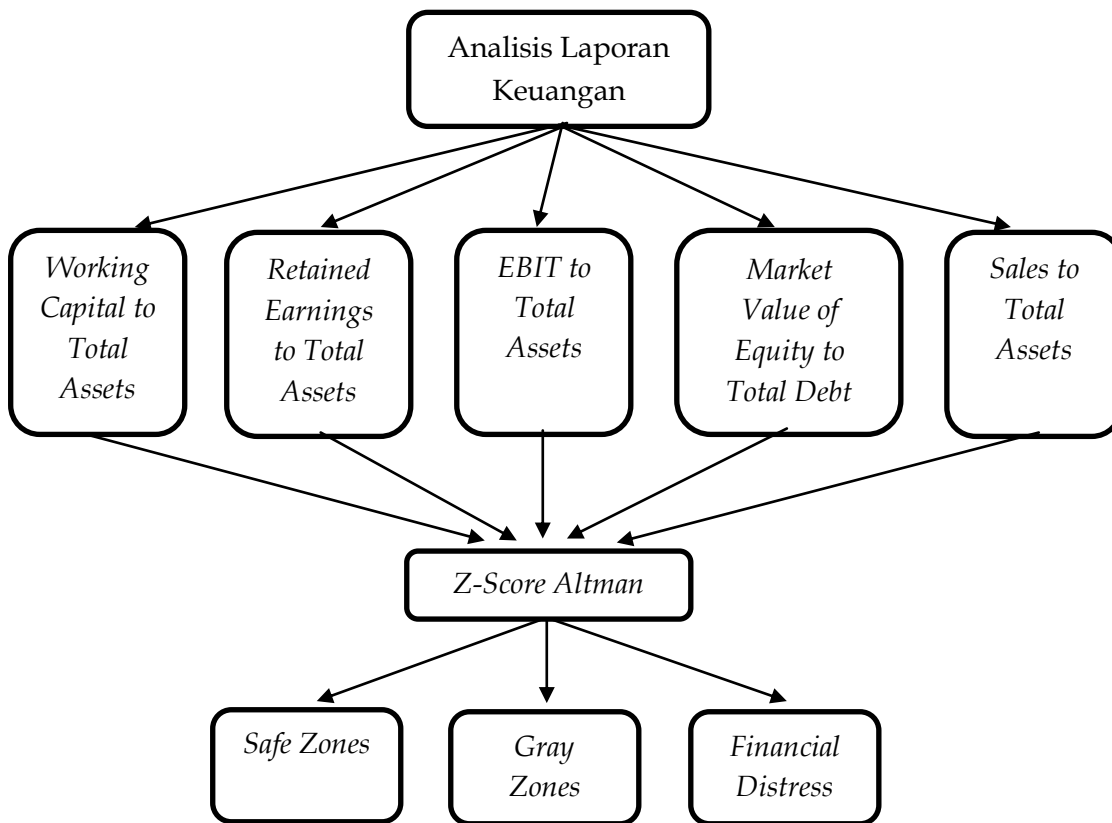 Analisis Laporan
Keuangan
Working
Capital to
Total
Assets
Retained
Earnings
to Total
Assets
EBIT to
Total
Assets
Market
Value of
Equity to
Total Debt
Sales to
Total
Assets
Z-Score Altman
Safe Zones
Gray
Zones
Financial
Distress